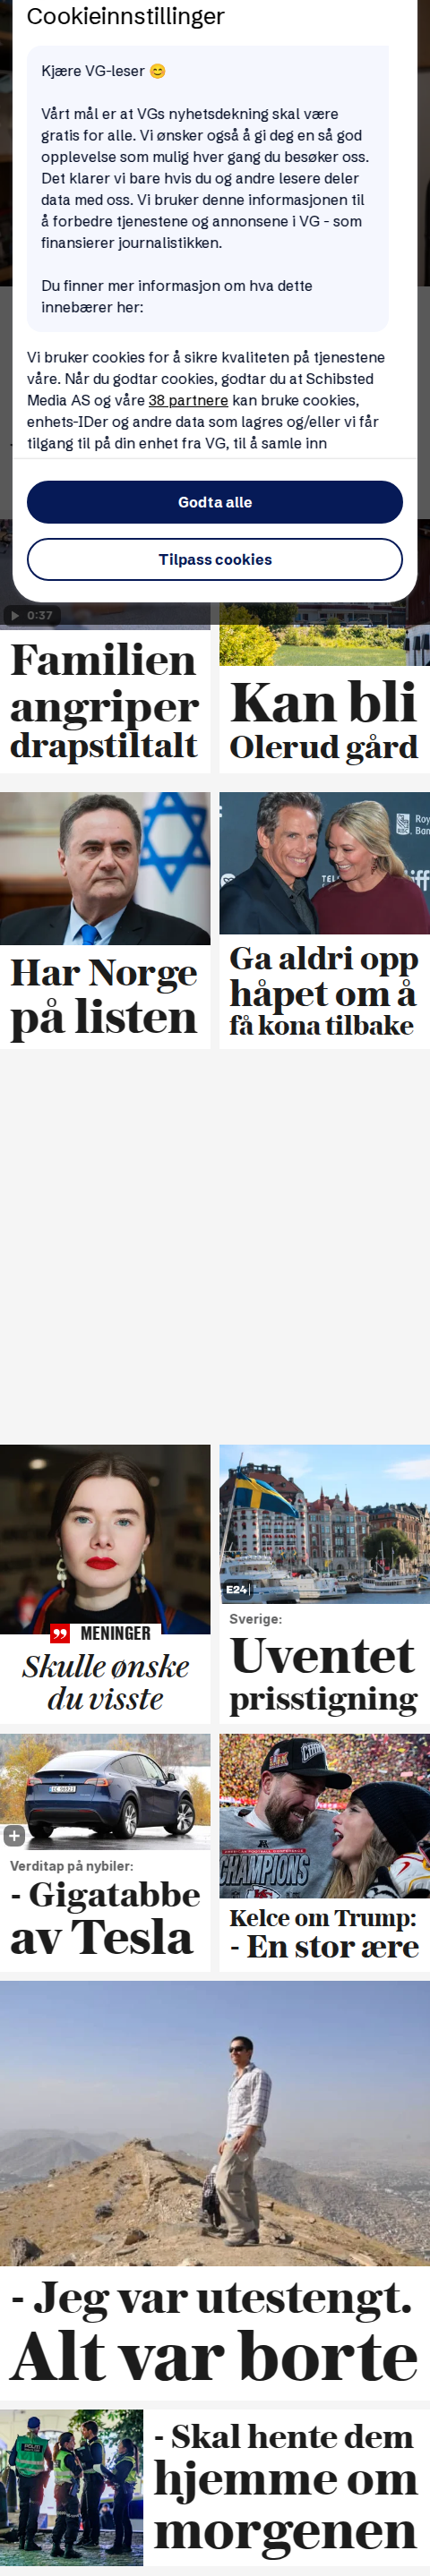 Cookieinnstillinger
Kjære VG-leser 😊
Vårt mål er at VGs nyhetsdekning skal være
gratis for alle. Vi ønsker også å gi deg en så god
opplevelse som mulig hver gang du besøker oss.
Det klarer vi bare hvis du og andre lesere deler
data med oss. Vi bruker denne informasjonen til
å forbedre tjenestene og annonsene i VG - som
finansierer journalistikken.
Du finner mer informasjon om hva dette
innebærer her:
Vi bruker cookies for å sikre kvaliteten på tjenestene
våre. Når du godtar cookies, godtar du at Schibsted
Media AS og våre 38 partnere kan bruke cookies,
enhets-IDer og andre data som lagres og/eller vi får
tilgang til på din enhet fra VG, til å samle inn
Godta alle
Tilpass cookies
0:37
Familien
angriper
drapstiltalt
Kan bli
Olerud gård
Har Norge
på listen
Ga aldri opp
håpet om å
få kona tilbake
MENINGER
Skulle ønske
du visste
E24
Sverige:
Uventet
prisstigning
Verditap på nybiler:
- Gigatabbe
av Tesla
CHAMPIONS
Kelce om Trump:
- En stor ære
- Jeg var utestengt.
Alt var borte
- Skal hente dem
hjemme om
morgenen